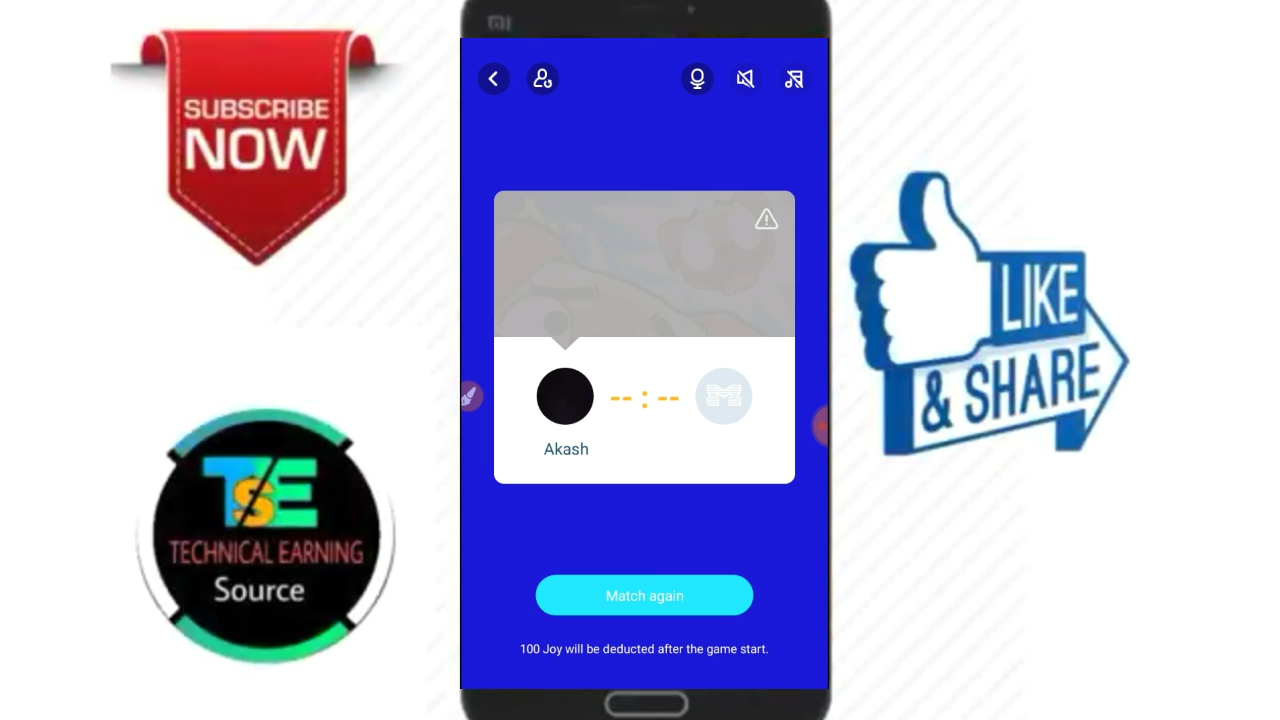 SUBSCRIBE
NOW
TSE
TECHNICAL EARNING
Source
MI
-- : --
Akash
Match again
100 Joy will be deducted after the game start.
LIKE
& SHARE